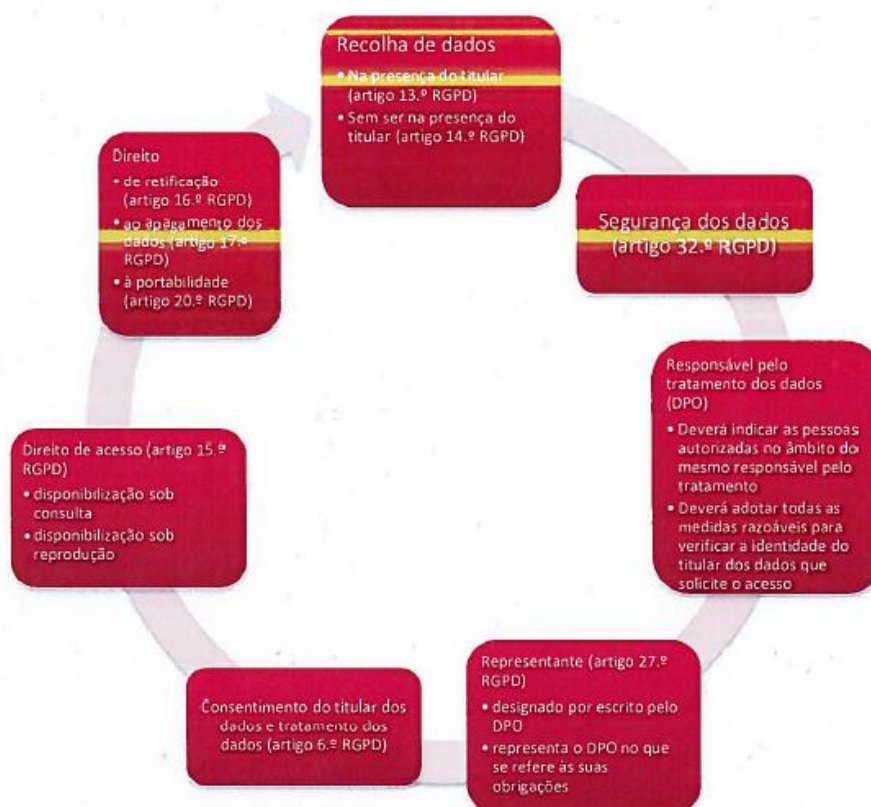 Recolha de dados
• Na presença do titular
(artigo 13.º RGPD)
• Sem ser na presença do
titular (artigo 14.º RGPD)
Segurança dos dados
(artigo 32.º RGPD)
Responsável pelo
tratamento dos dados
(DPO)
• Deverá indicar as pessoas
autorizadas no âmbito do
mesmo responsável pelo
tratamento
• Deverá adotar todas as
medidas razoáveis para
verificar a identidade do
titular dos dados que
solicite o acesso
Representante (artigo 27.º
RGPD)
• designado por escrito pelo
DPO
• representa o DPO no que
se refere às suas
obrigações
Consentimento do titular dos
dados e tratamento dos
dados (artigo 6.º RGPD)
Direito de acesso (artigo 15.º
RGPD)
• disponibilização sob
consulta
• disponibilização sob
reprodução
Direito
• de retificação
(artigo 16.º RGPD)
• ao apagamento dos
dados (artigo 17.º
RGPD)
• à portabilidade
(artigo 20.º RGPD)